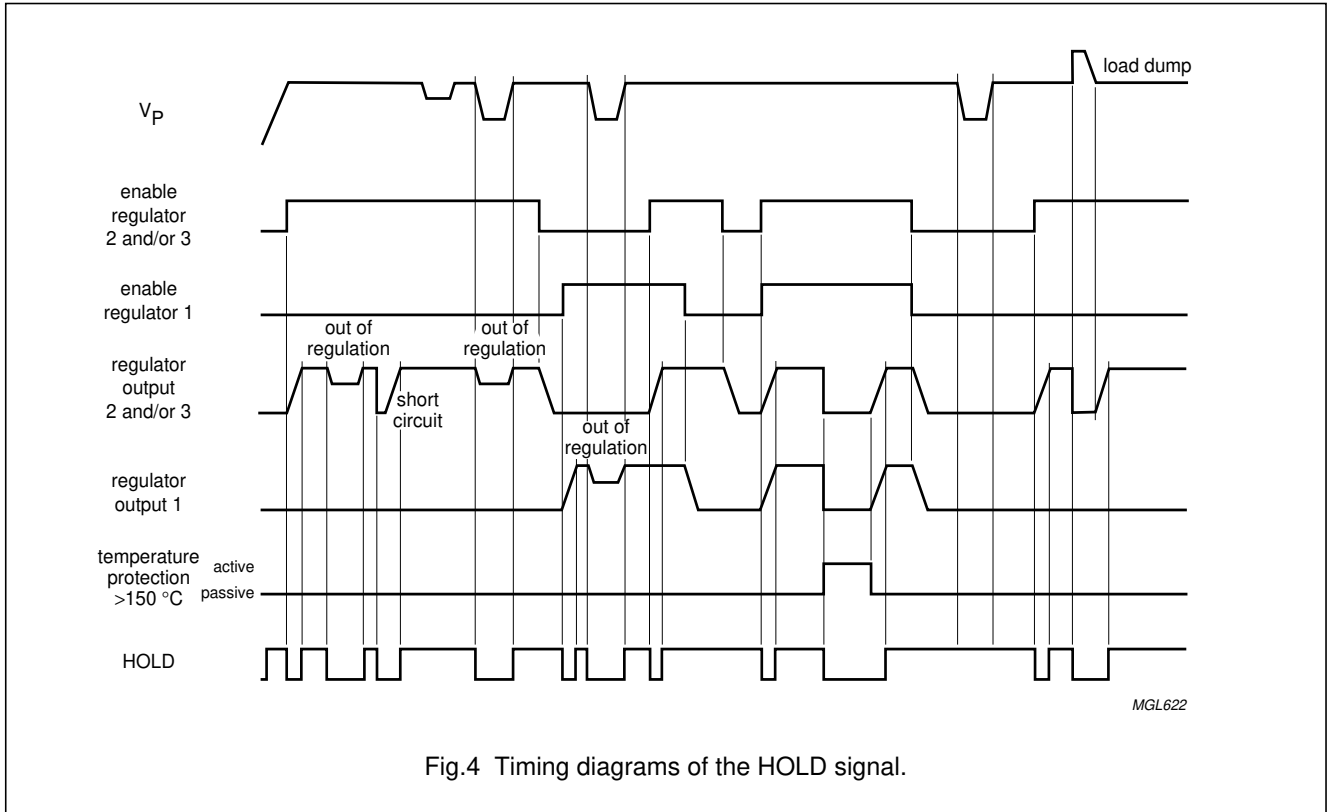 load dump
VP
enable
regulator
2 and/or 3
enable
regulator 1
out of
regulation
out of
regulation
regulator
output
2 and/or 3
short
circuit
out of
regulation
regulator
output 1
temperature
protection
>150 °C
active
passive
HOLD
MGL622
Fig.4 Timing diagrams of the HOLD signal.